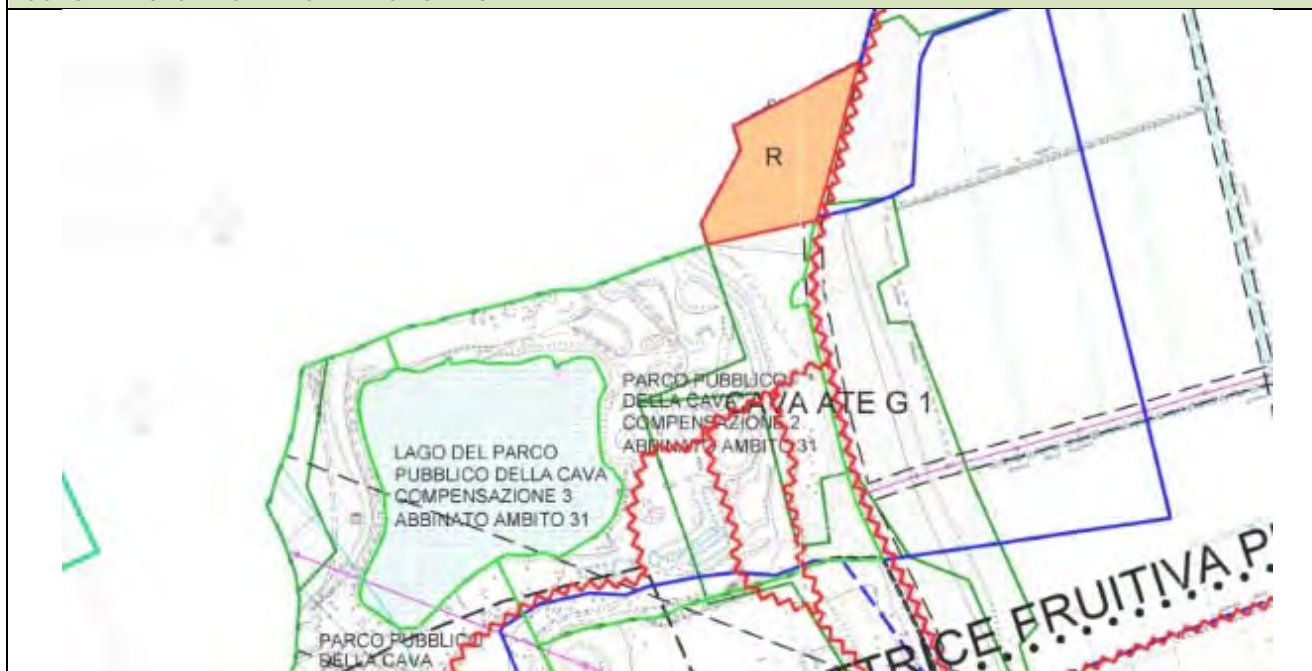 R
PARCO PUBBLICO
DELLA CAVA
COMPENSAZIONE 2
ABBINATO AMBITO 31
CAVA ATE G 1
LAGO DEL PARCO
PUBBLICO DELLA CAVA
COMPENSAZIONE 3
ABBINATO AMBITO 31
PARCO PUBBLICO
DELLA CAVA
TRICE FRUITIVA P